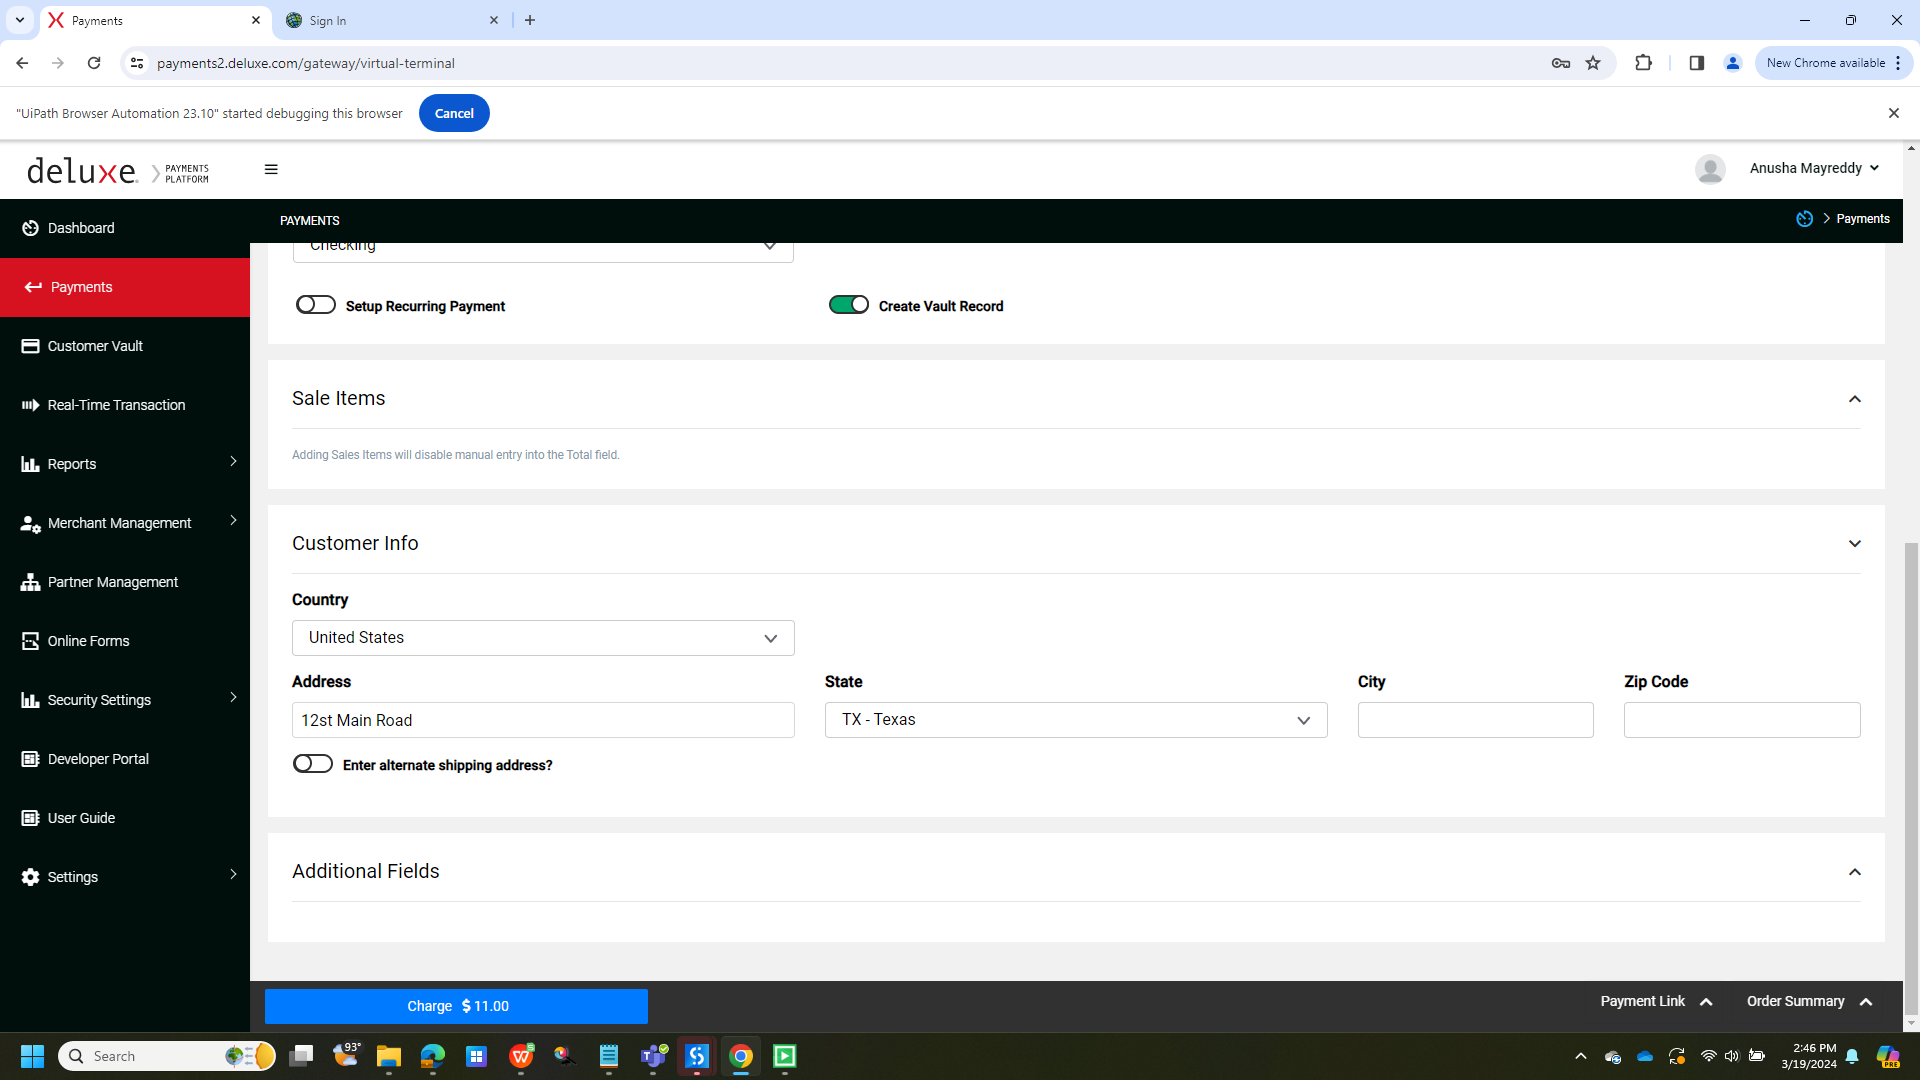 Payments
Sign In
payments2.deluxe.com/gateway/virtual-terminal
New Chrome available
"UiPath Browser Automation 23.10" started debugging this browser
Cancel
deluxe.
PAYMENTS
PLATFORM
Anusha Mayreddy
Dashboard
PAYMENTS
Payments
Payments
Checking
Setup Recurring Payment
Create Vault Record
Customer Vault
Real-Time Transaction
Sale Items
Adding Sales Items will disable manual entry into the Total field.
Reports
Merchant Management
Customer Info
Partner Management
Country
United States
Online Forms
Address
State
City
Zip Code
Security Settings
12st Main Road
TX - Texas
Developer Portal
Enter alternate shipping address?
User Guide
Settings
Additional Fields
Charge $ 11.00
Payment Link
Order Summary
Search
93°
2:46 PM
3/19/2024
PRE